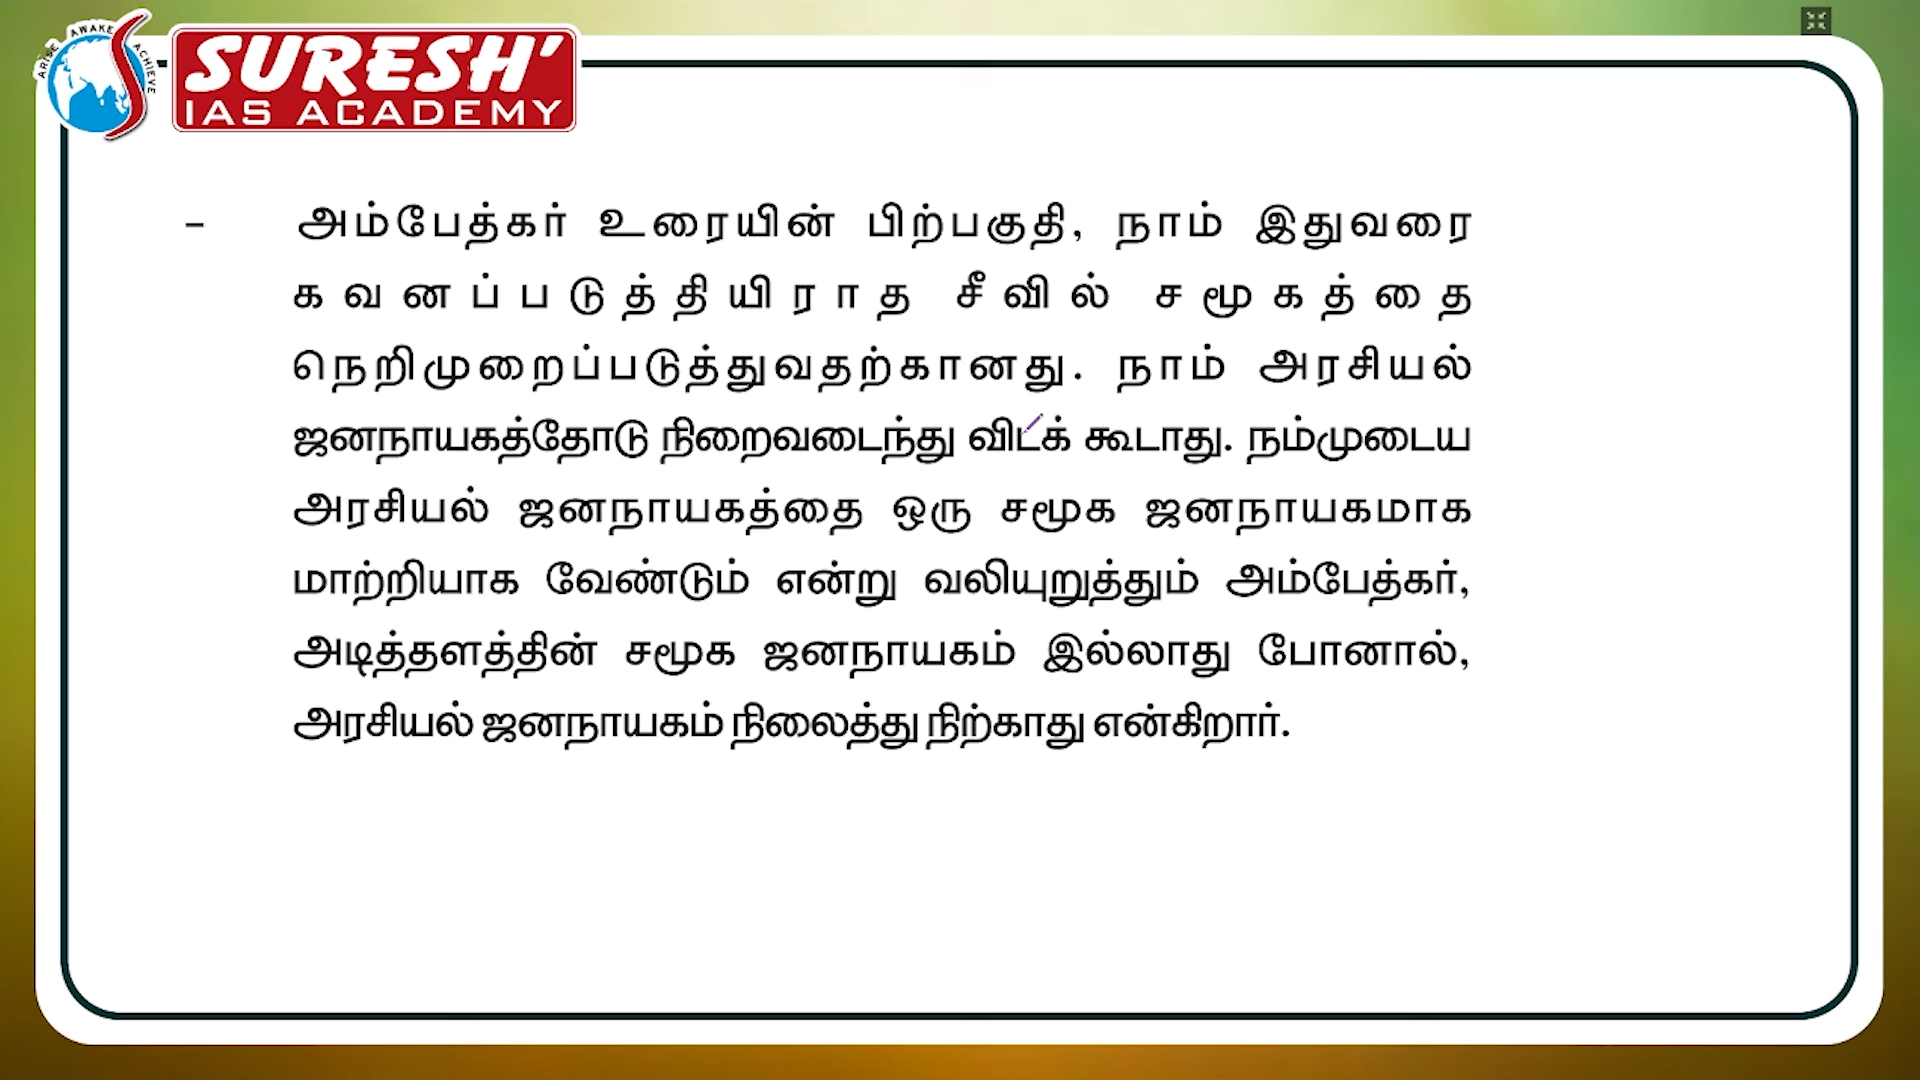 ARISE AWAKE ACHIEVE
SURESH'
IAS ACADEMY
– அம்பேத்கர் உரையின் பிற்பகுதி, நாம் இதுவரை
கவனப்படுத்தியிராத சீவில் சமூகத்தை
நெறிமுறைப்படுத்துவதற்கானது. நாம் அரசியல்
ஜனநாயகத்தோடு நிறைவடைந்து விட்க் கூடாது. நம்முடைய
அரசியல் ஜனநாயகத்தை ஒரு சமூக ஜனநாயகமாக
மாற்றியாக வேண்டும் என்று வலியுறுத்தும் அம்பேத்கர்,
அடித்தளத்தின் சமூக ஜனநாயகம் இல்லாது போனால்,
அரசியல் ஜனநாயகம் நிலைத்து நிற்காது என்கிறார்.